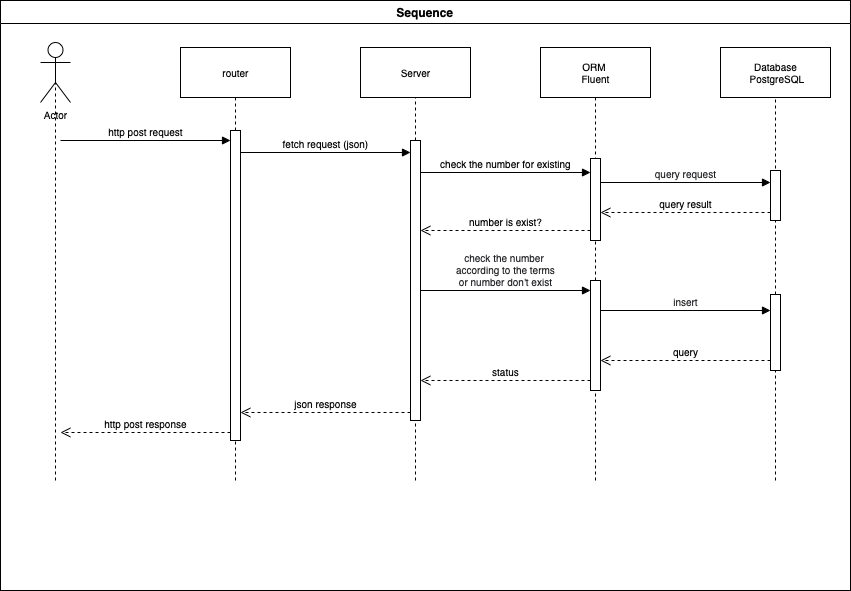 Sequence
router
Server
ORM
Fluent
Database
PostgreSQL
Actor
http post request
fetch request (json)
check the number for existing
query request
query result
number is exist?
check the number
according to the terms
or number don't exist
insert
query
status
json response
http post response